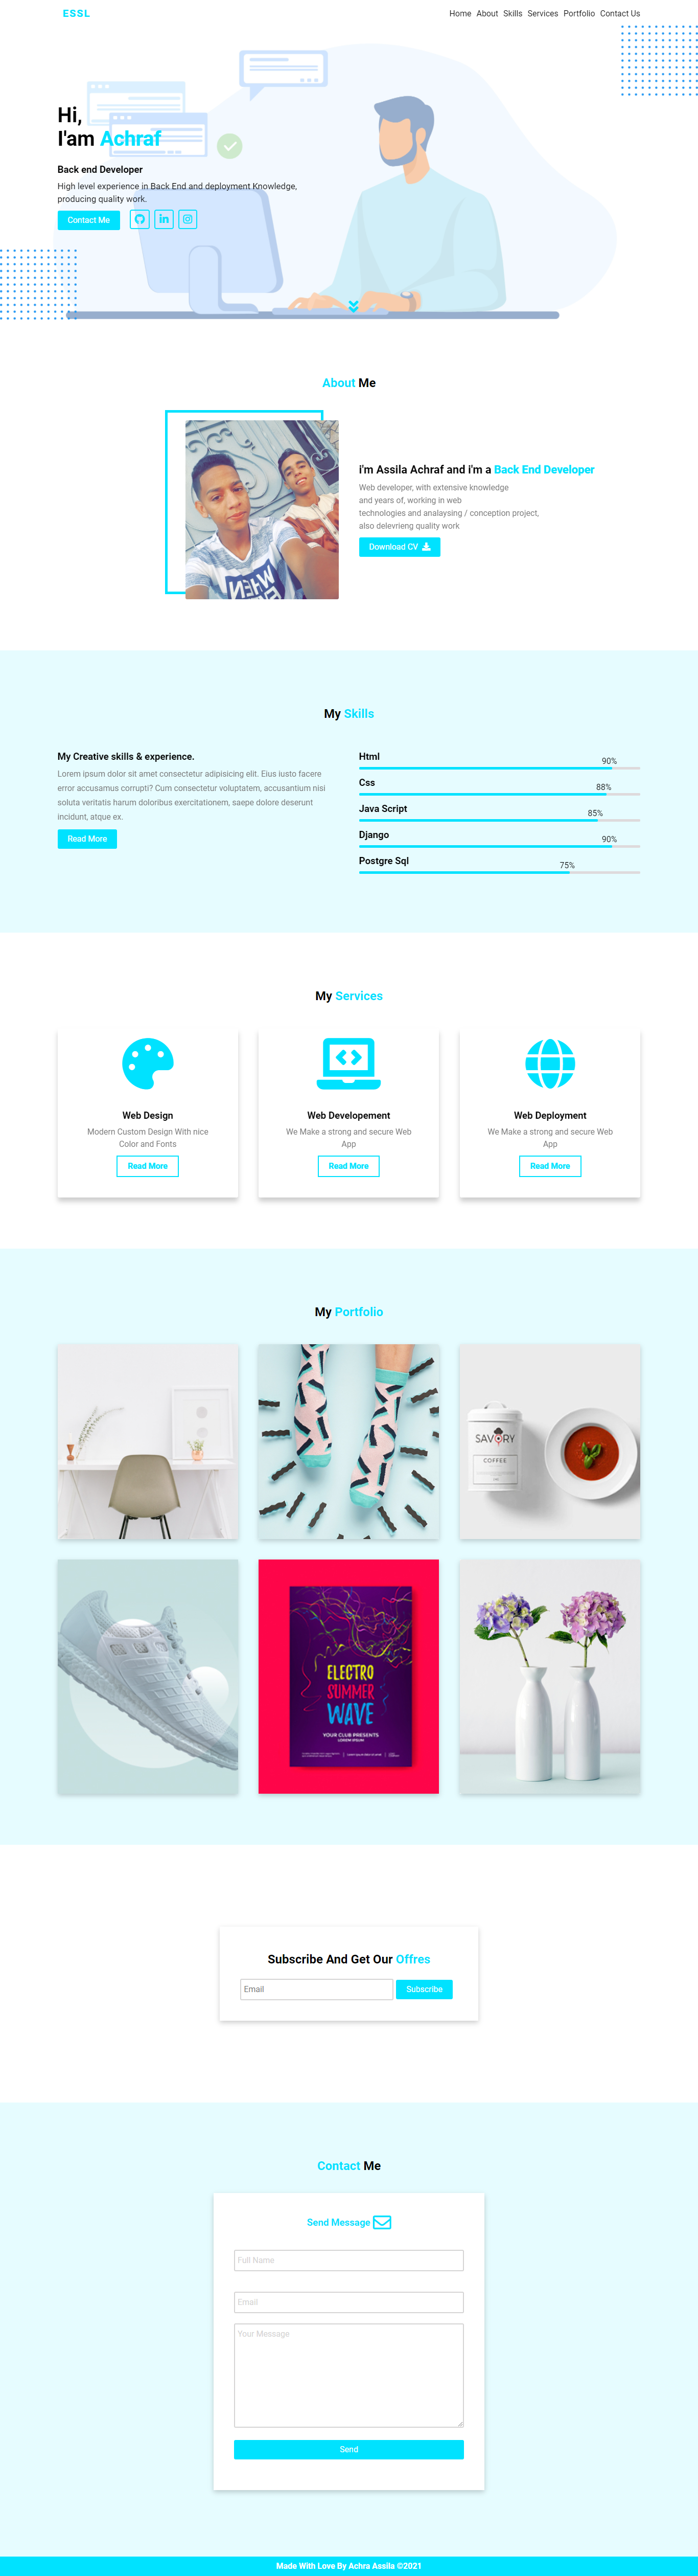 ESSL
Home About Skills Services Portfolio Contact Us
Hi,
I'am Achraf
Back end Developer
High level experience in Back End and deployment Knowledge,
producing quality work.
Contact Me
About Me
i'm Assila Achraf and i'm a Back End Developer
Web developer, with extensive knowledge
and years of, working in web
technologies and analaysing / conception project,
also delevrieng quality work
Download CV
My Skills
My Creative skills & experience.
Lorem ipsum dolor sit amet consectetur adipisicing elit. Eius iusto facere
error accusamus corrupti? Cum consectetur voluptatem, accusantium nisi
soluta veritatis harum doloribus exercitationem, saepe dolore deserunt
incidunt, atque ex.
Read More
Html
90%
Css
88%
Java Script
85%
Django
90%
Postgre Sql
75%
My Services
Web Design
Modern Custom Design With nice
Color and Fonts
Read More
Web Developement
We Make a strong and secure Web
App
Read More
Web Deployment
We Make a strong and secure Web
App
Read More
My Portfolio
SAVORY
COFFEE
ELECTRO
SUMMER
WAVE
YOUR CLUB PRESENTS
LOREM IPSUM
Subscribe And Get Our Offres
Email
Subscribe
Contact Me
Send Message
Full Name
Email
Your Message
Send
Made With Love By Achra Assila ©2021